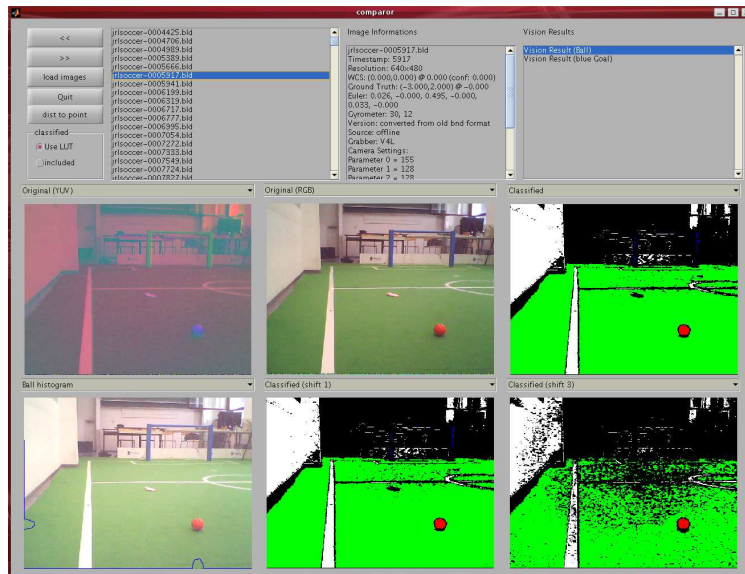 comparor
<<
>>
load images
Quit
dist to point
classified
Use LUT
included
jrlsoccer-0004425.bld
jrlsoccer-0004706.bld
jrlsoccer-0004989.bld
jrlsoccer-0005389.bld
jrlsoccer-0005666.bld
jrlsoccer-0005917.bld
jrlsoccer-0005941.bld
jrlsoccer-0006199.bld
jrlsoccer-0006319.bld
jrlsoccer-0006717.bld
jrlsoccer-0006777.bld
jrlsoccer-0006995.bld
jrlsoccer-0007054.bld
jrlsoccer-0007272.bld
jrlsoccer-0007333.bld
jrlsoccer-0007549.bld
jrlsoccer-0007724.bld
jrlsoccer-0007827.bld
Image Informations
jrlsoccer-0005917.bld
Timestamp: 5917
Resolution: 640×480
WCS: (0.000,0.000) @ 0.000 (conf: 0.000)
Ground Truth: (-3.000,2.000) @ -0.000
Euler: 0.026, -0.000, 0.495, -0.000,
0.033, -0.000
Gyrometer: 30, 12
Version: converted from old bnd format
Source: offline
Grabber: V4L
Camera Settings:
Parameter 0 = 155
Parameter 1 = 128
Parameter 2 = 128
Vision Results
Vision Result (Ball)
Vision Result (blue Goal)
Original (YUV)
Original (RGB)
Classified
Ball histogram
Classified (shift 1)
Classified (shift 3)